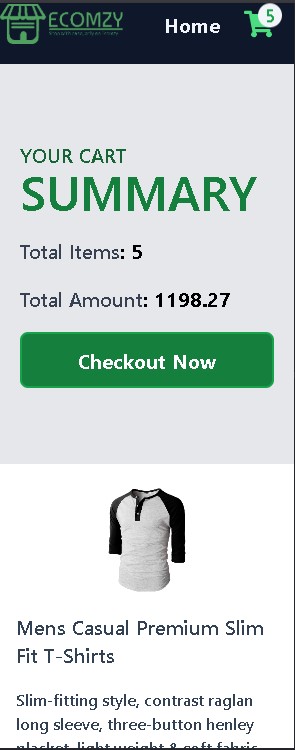 ECOMZY
Home
5
YOUR CART
SUMMARY
Total Items: 5
Total Amount: 1198.27
Checkout Now
Mens Casual Premium Slim
Fit T-Shirts
Slim-fitting style, contrast raglan
long sleeve, three-button henley
placket, light weight & soft fabric